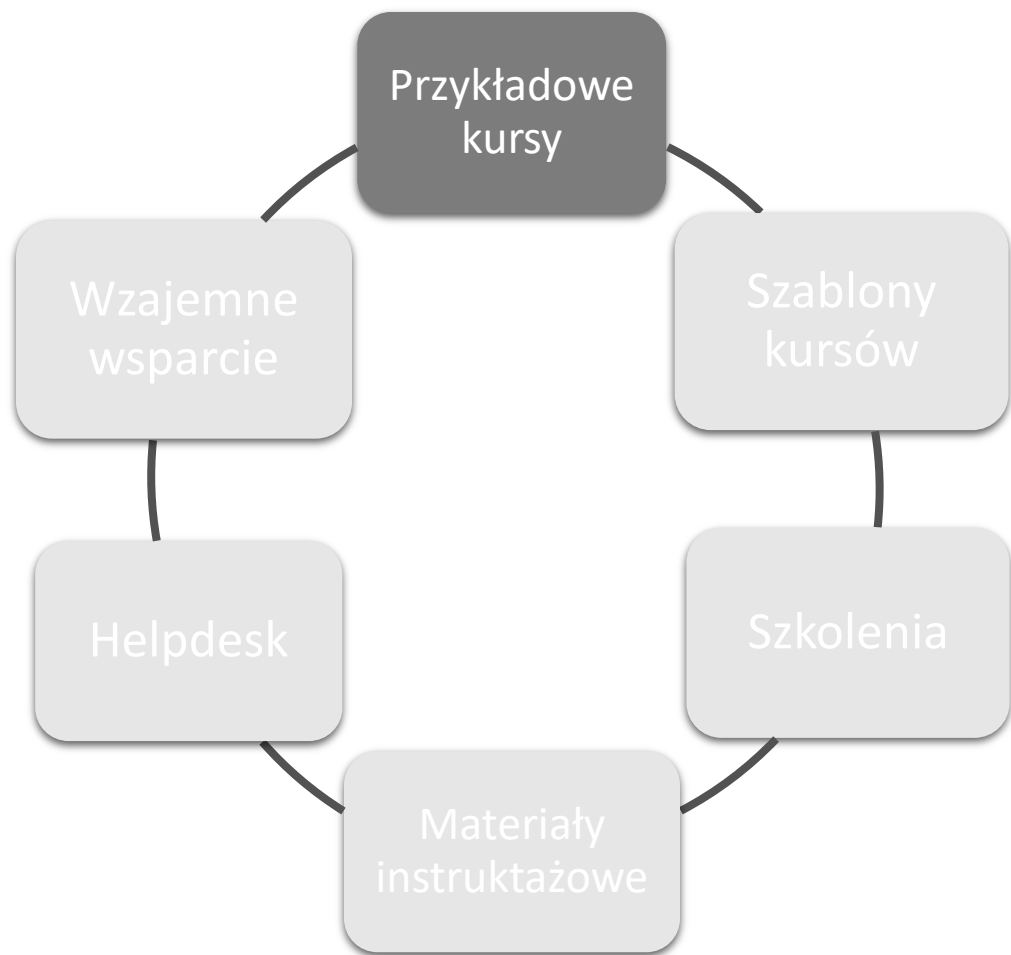 Przykładowe
kursy
Szablony
kursów
Szkolenia
Materiały
instruktażowe
Helpdesk
Wzajemne
wsparcie